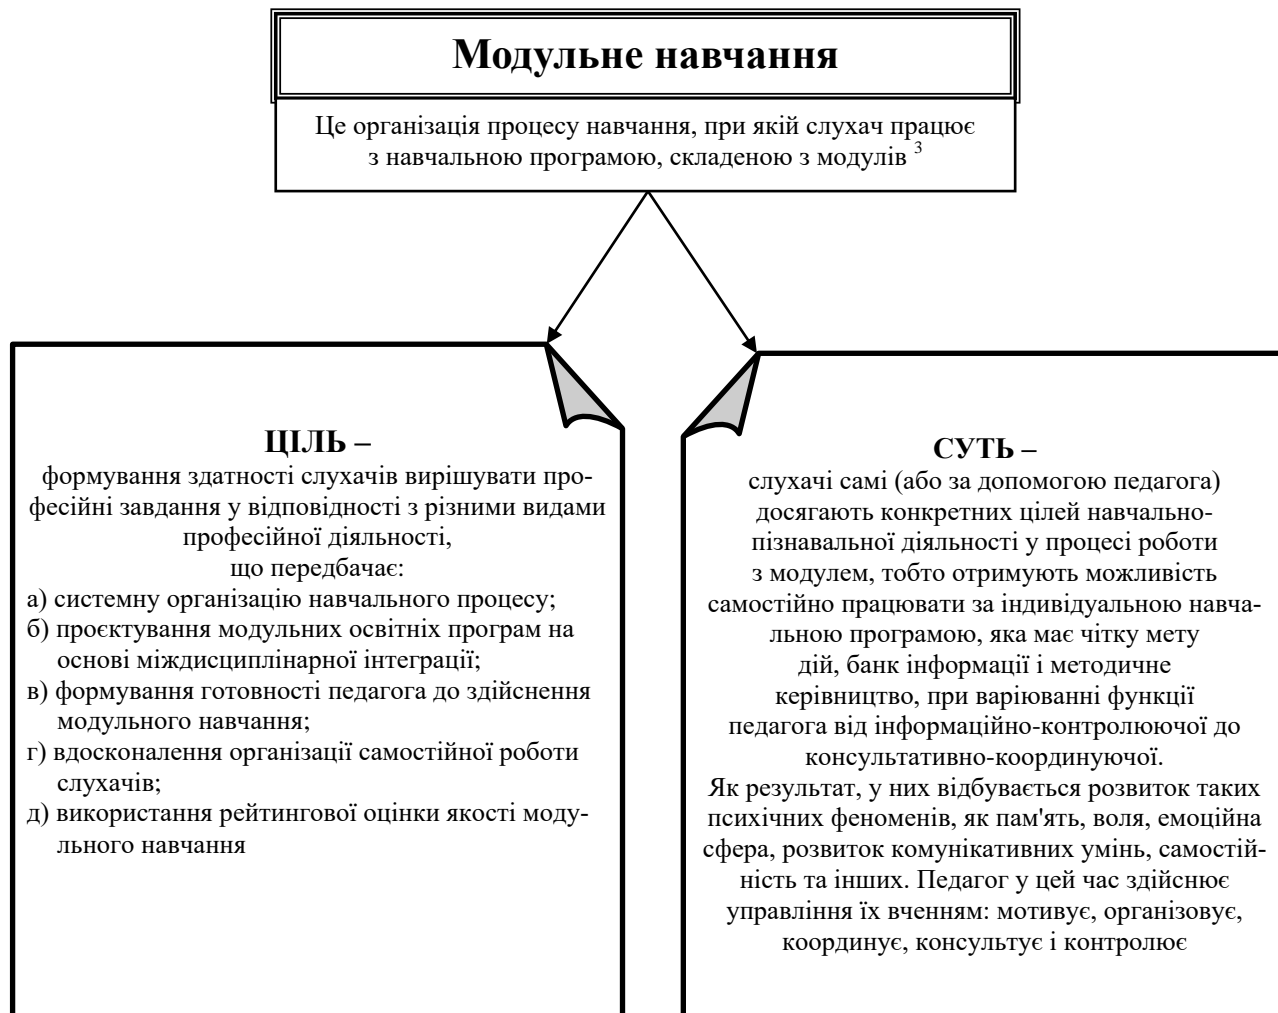 Модульне навчання
Це організація процесу навчання, при якій слухач працює
з навчальною програмою, складеною з модулів 3
ЦІЛЬ –
формування здатності слухачів вирішувати про-
фесійні завдання у відповідності з різними видами
професійної діяльності,
що передбачає:
а) системну організацію навчального процесу;
б) проєктування модульних освітніх програм на
основі міждисциплінарної інтеграції;
в) формування готовності педагога до здійснення
модульного навчання;
г) вдосконалення організації самостійної роботи
слухачів;
д) використання рейтингової оцінки якості моду-
льного навчання
СУТЬ –
слухачі самі (або за допомогою педагога)
досягають конкретних цілей навчально-
пізнавальної діяльності у процесі роботи
з модулем, тобто отримують можливість
самостійно працювати за індивідуальною навча-
льною програмою, яка має чітку мету
дій, банк інформації і методичне
керівництво, при варіюванні функції
педагога від інформаційно-контролюючої до
консультативно-координуючої.
Як результат, у них відбувається розвиток таких
психічних феноменів, як пам'ять, воля, емоційна
сфера, розвиток комунікативних умінь, самостій-
ність та інших. Педагог у цей час здійснює
управління їх вченням: мотивує, організовує,
координує, консультує і контролює